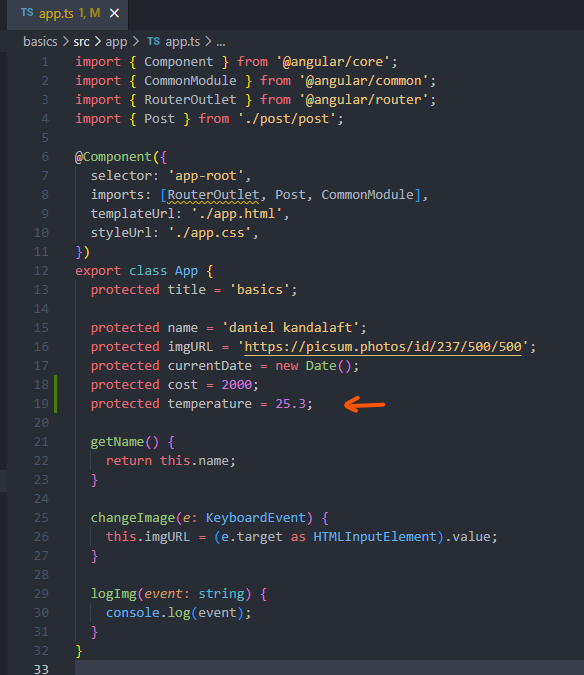 TS app.ts 1, M ×
basics > src > app > TS app.ts > ...
1 import { Component } from '@angular/core';
2 import { CommonModule } from '@angular/common';
3 import { RouterOutlet } from '@angular/router';
4 import { Post } from './post/post';
5
6 @Component({
7   selector: 'app-root',
8   imports: [RouterOutlet, Post, CommonModule],
9   templateUrl: './app.html',
10   styleUrl: './app.css',
11 })
12 export class App {
13   protected title = 'basics';
14
15   protected name = 'daniel kandalaft';
16   protected imgURL = 'https://picsum.photos/id/237/500/500';
17   protected currentDate = new Date();
18   protected cost = 2000;
19   protected temperature = 25.3;
20
21   getName() {
22     return this.name;
23   }
24
25   changeImage(e: KeyboardEvent) {
26     this.imgURL = (e.target as HTMLInputElement).value;
27   }
28
29   logImg(event: string) {
30     console.log(event);
31   }
32 }
33